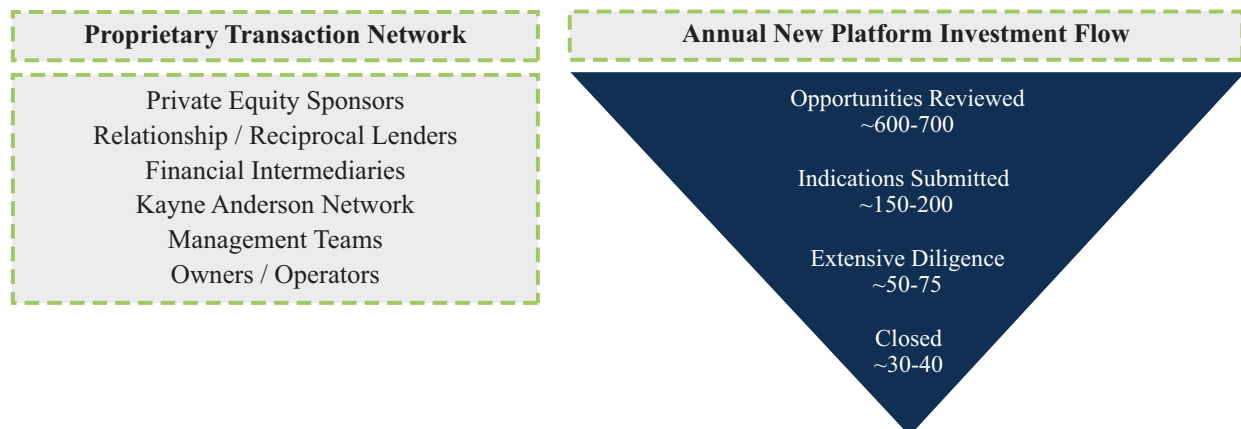 Proprietary Transaction Network
Private Equity Sponsors
Relationship / Reciprocal Lenders
Financial Intermediaries
Kayne Anderson Network
Management Teams
Owners / Operators
Annual New Platform Investment Flow
Opportunities Reviewed
~600-700
Indications Submitted
~150-200
Extensive Diligence
~50-75
Closed
~30-40